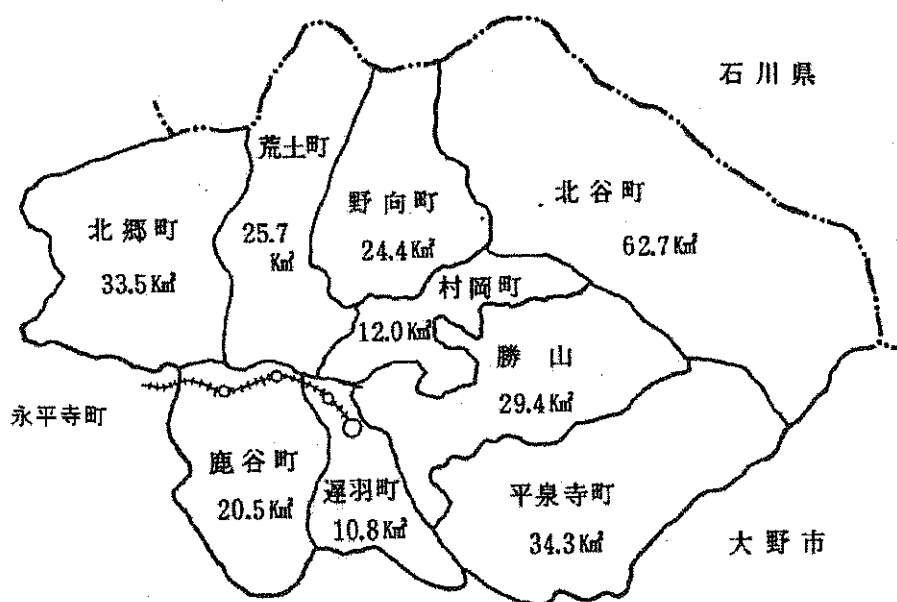 石川県
荒土町
25.7
K㎡
野向町
24.4K㎡
北谷町
62.7K㎡
北郷町
33.5K㎡
村岡町
12.0K㎡
勝山
29.4K㎡
永平寺町
鹿谷町
20.5K㎡
遅羽町
10.8K㎡
平泉寺町
34.3K㎡
大野市